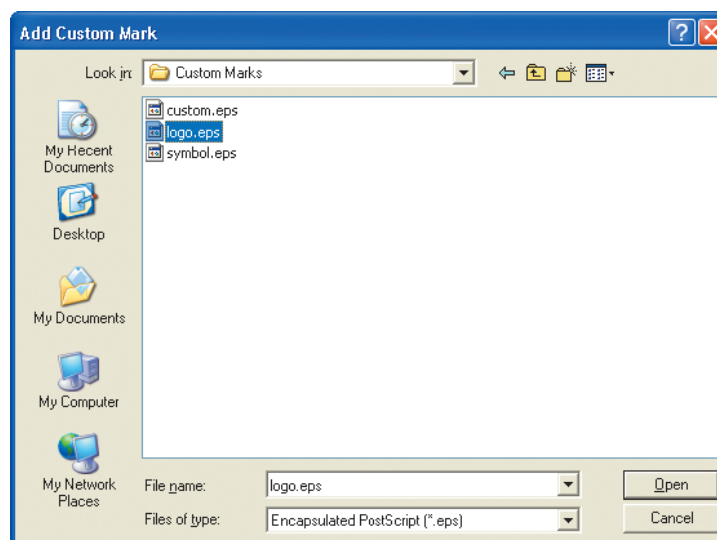 Add Custom Mark
Look in: Custom Marks
custom.eps
logo.eps
symbol.eps
My Recent
Documents
Desktop
My Documents
My Computer
My Network
Places
File name: logo.eps Open
Files of type: Encapsulated PostScript (*.eps) Cancel